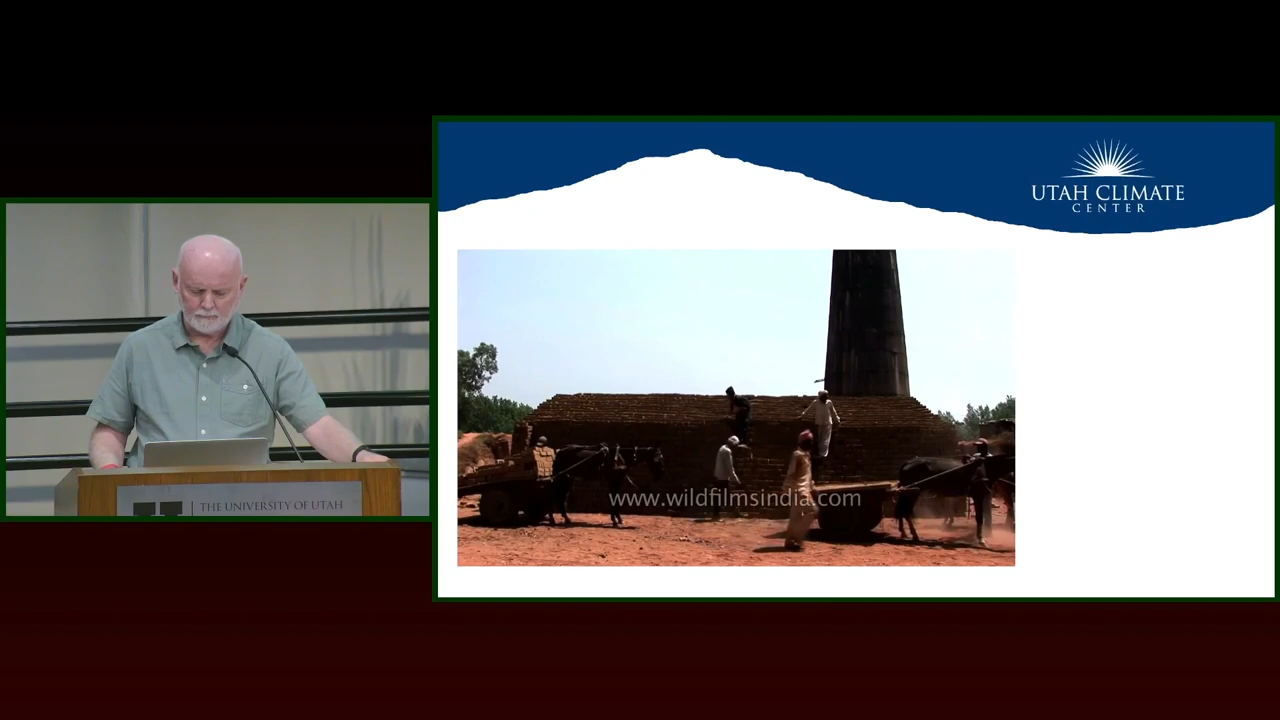 THE UNIVERSITY OF UTAH
UTAH CLIMATE
CENTER
www.wildfilmsindia.com